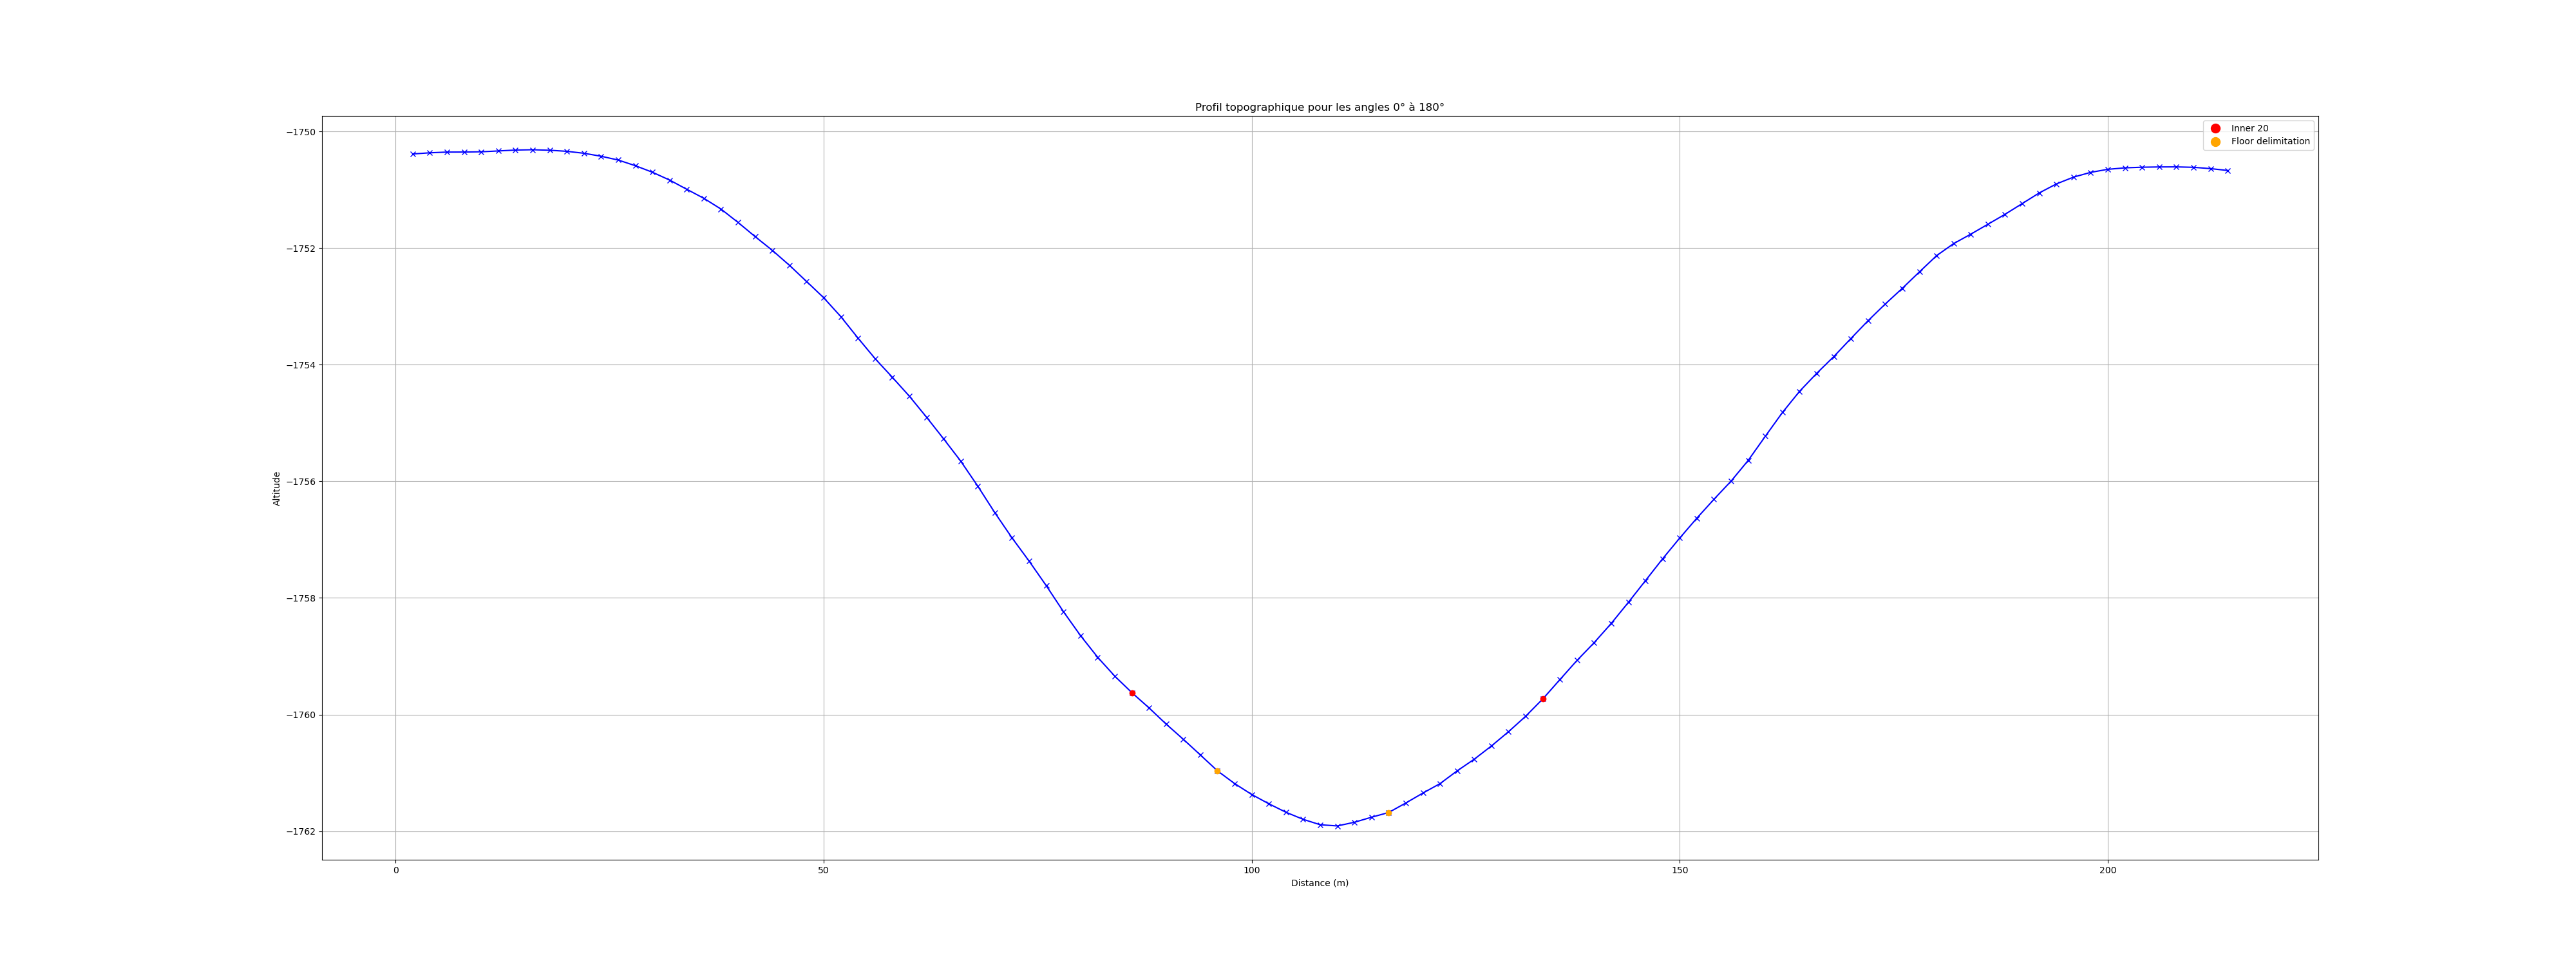 Profil topographique pour les angles 0° à 180°
Inner 20
Floor delimitation
−1750
−1752
−1754
−1756
−1758
−1760
−1762
Altitude
0 50 100 150 200
Distance (m)